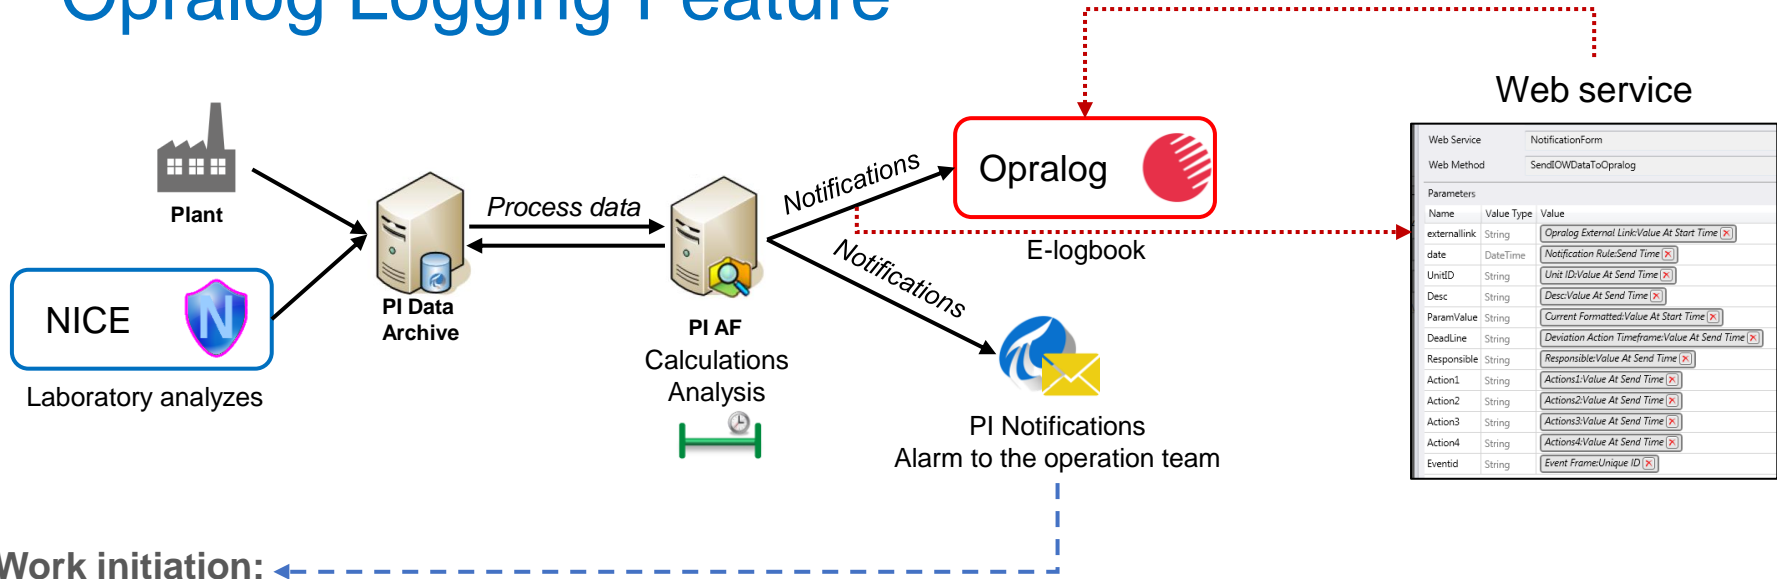 Opralog Logging Feature
Web service
Plant
NICE
N
Laboratory analyzes
PI Data
Archive
Process data
PI AF
Calculations
Analysis
Notifications
Notifications
Opralog
E-logbook
PI Notifications
Alarm to the operation team
Work initiation:
Web Service NotificationForm
Web Method SendIOWDataToOpralog
Parameters
Name Value Type Value
externallink String Opralog External Link:Value At Start Time
date DateTime Notification Rule:Send Time
UnitID String Unit ID:Value At Send Time
Desc String Desc:Value At Send Time
ParamValue String Current Formatted:Value At Start Time
DeadLine String Deviation Action Timeframe:Value At Send Time
Responsible String Responsible:Value At Send Time
Action1 String Actions1:Value At Send Time
Action2 String Actions2:Value At Send Time
Action3 String Actions3:Value At Send Time
Action4 String Actions4:Value At Send Time
Eventid String Event Frame:Unique ID